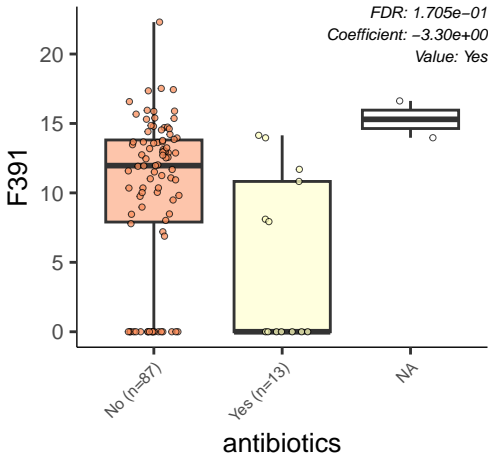 FDR: 1.705e−01
Coefficient: −3.30e+00
Value: Yes
F391
20
15
10
5
0
No (n=87)
Yes (n=13)
NA
antibiotics